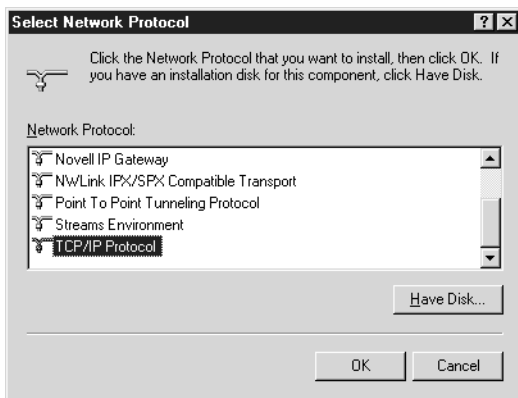 Select Network Protocol
Click the Network Protocol that you want to install, then click OK. If
you have an installation disk for this component, click Have Disk.
Network Protocol:
Novell IP Gateway
NWLink IPX/SPX Compatible Transport
Point To Point Tunneling Protocol
Streams Environment
TCP/IP Protocol
Have Disk...
OK
Cancel